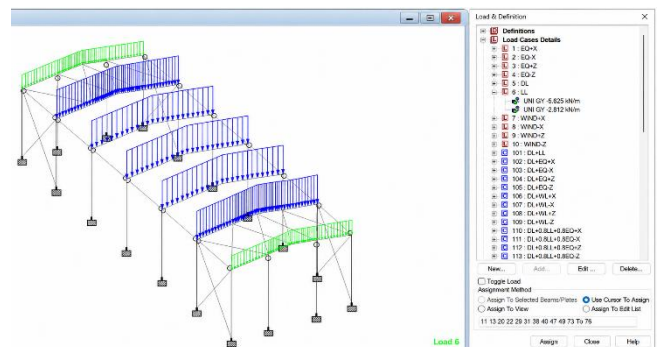 Load & Definition
Definitions
Load Cases Details
1 : EQ+X
2 : EQ-X
3 : EQ+Z
4 : EQ-Z
5 : DL
6 : LL
UNI GY -5.625 kN/m
UNI GY -2.812 kN/m
7 : WIND+X
8 : WIND-X
9 : WIND+Z
10 : WIND-Z
101 : DL+LL
102 : DL+EQ+X
103 : DL+EQ-X
104 : DL+EQ+Z
105 : DL+EQ-Z
106 : DL+WL+X
107 : DL+WL-X
108 : DL+WL+Z
109 : DL+WL-Z
110 : DL+0.8LL+0.8EQ+X
111 : DL+0.8LL+0.8EQ-X
112 : DL+0.8LL+0.8EQ+Z
113 : DL+0.8LL+0.8EQ-Z
New... Add... Edit ... Delete...
Toggle Load
Assignment Method
Assign To Selected Beams/Plates Use Cursor To Assign
Assign To View Assign To Edit List
11 13 20 22 29 31 38 40 47 49 73 To 76
Load 6
Assign Close Help